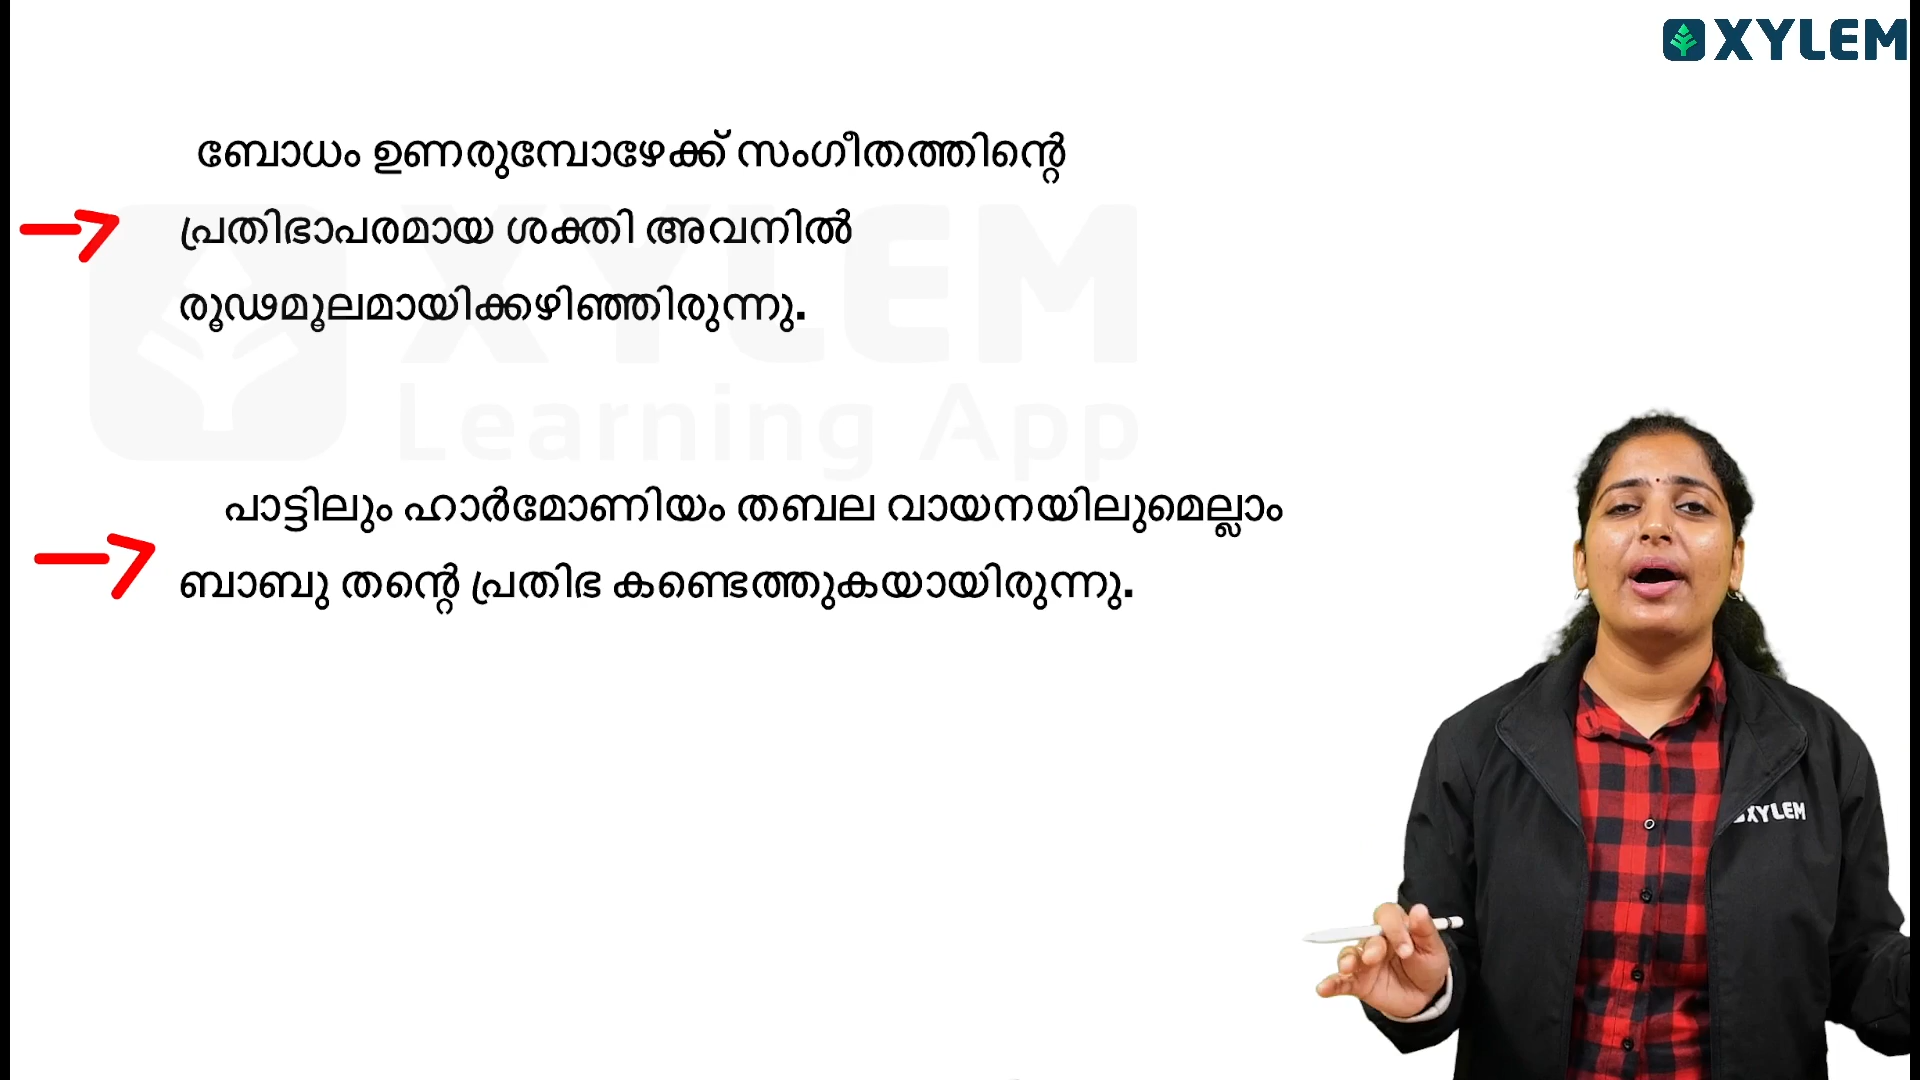 XYLEM
ബോധം ഉണരുമ്പോഴേക്ക് സംഗീതത്തിന്റെ
പ്രതിഭാപരമായ ശക്തി അവനിൽ
രൂഢമൂലമായിക്കഴിഞ്ഞിരുന്നു.
XYLEM
Learning App
പാട്ടിലും ഹാർമോണിയം തബല വായനയിലുമെല്ലാം
ബാബു തന്റെ പ്രതിഭ കണ്ടെത്തുകയായിരുന്നു.
XYLEM